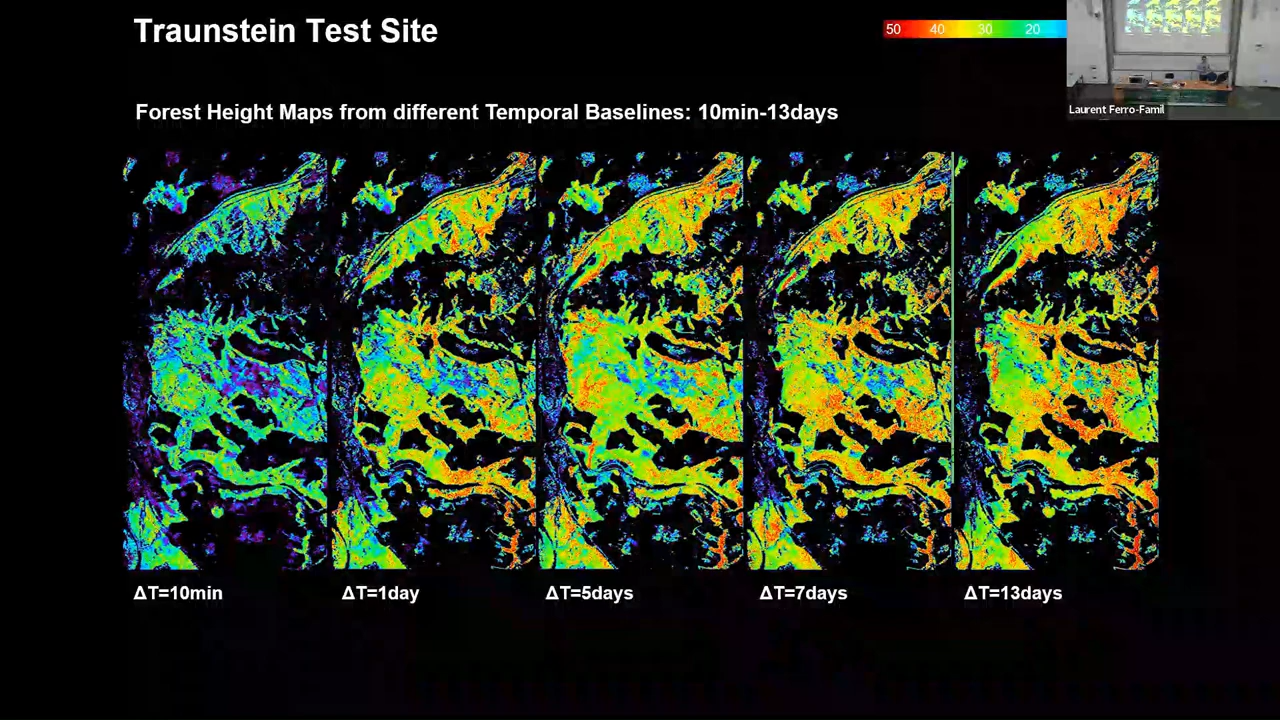 Traunstein Test Site
50 40 30 20
Laurent Ferro-Famil
Forest Height Maps from different Temporal Baselines: 10min-13days
ΔT=10min ΔT=1day ΔT=5days ΔT=7days ΔT=13days